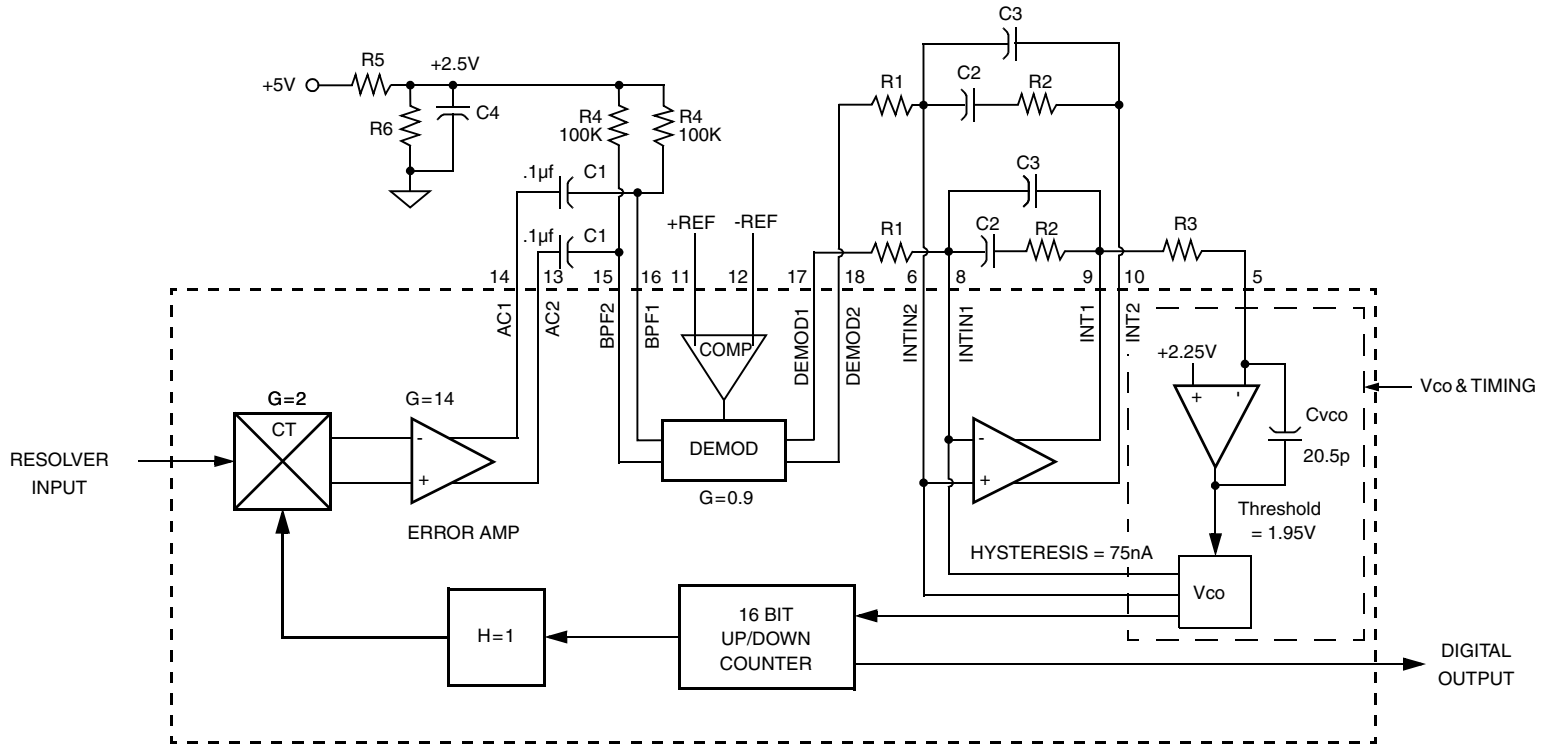 C3
R5
+2.5V
+5V
R1
C2
R2
C4
R6
R4
100K
R4
100K
.1µf
C1
C3
+REF
-REF
.1µf
C1
R1
C2
R2
R3
14
13
15
16
11
12
17
18
6
8
9
10
5
AC1
AC2
BPF2
BPF1
DEMOD1
DEMOD2
INTIN2
INTIN1
INT1
INT2
COMP
+2.25V
+
-
Vco & TIMING
G=2
CT
G=14
-
+
Cvco
20.5p
DEMOD
-
+
RESOLVER
INPUT
G=0.9
Threshold
= 1.95V
ERROR AMP
HYSTERESIS = 75nA
Vco
H=1
16 BIT
UP/DOWN
COUNTER
DIGITAL
OUTPUT